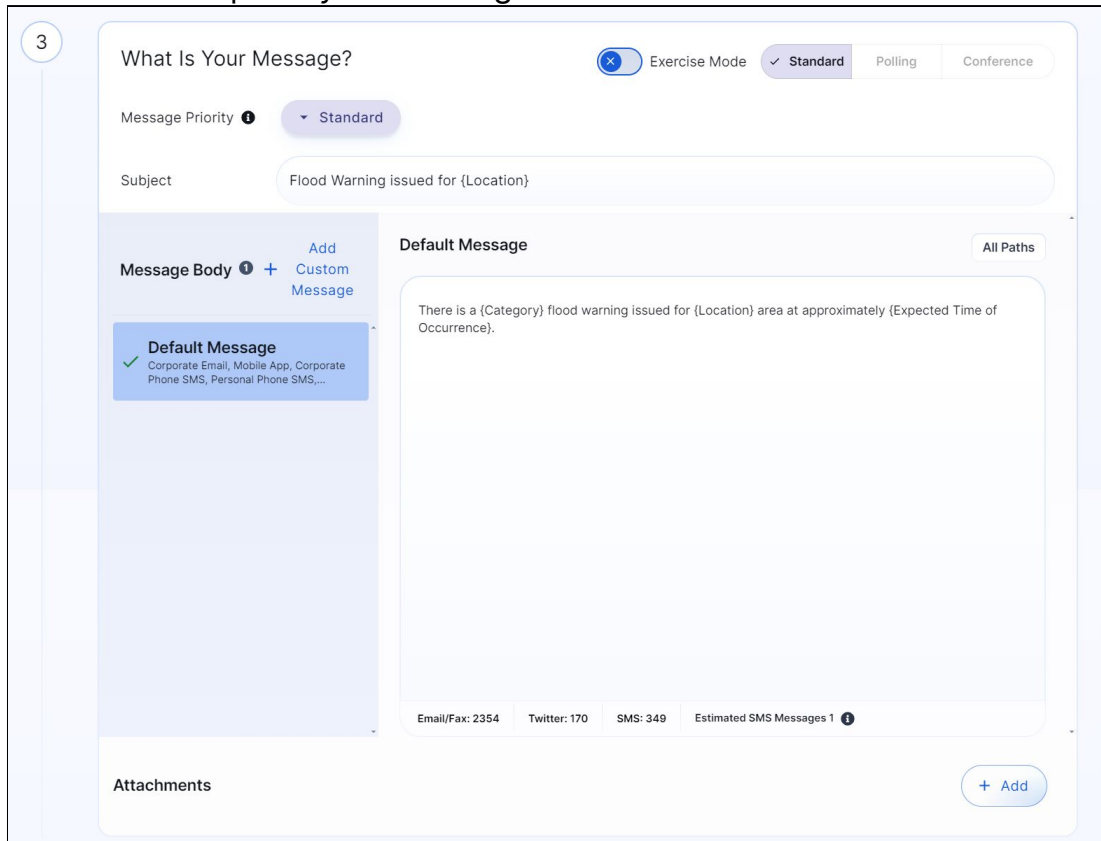 3
What Is Your Message?
Exercise Mode
Standard
Polling
Conference
Message Priority
Standard
Subject
Flood Warning issued for {Location}
Message Body 1 + Add Custom Message
Default Message
Corporate Email, Mobile App, Corporate
Phone SMS, Personal Phone SMS,...
Default Message
All Paths
There is a {Category} flood warning issued for {Location} area at approximately {Expected Time of
Occurrence}.
Email/Fax: 2354
Twitter: 170
SMS: 349
Estimated SMS Messages 1
Attachments
+ Add